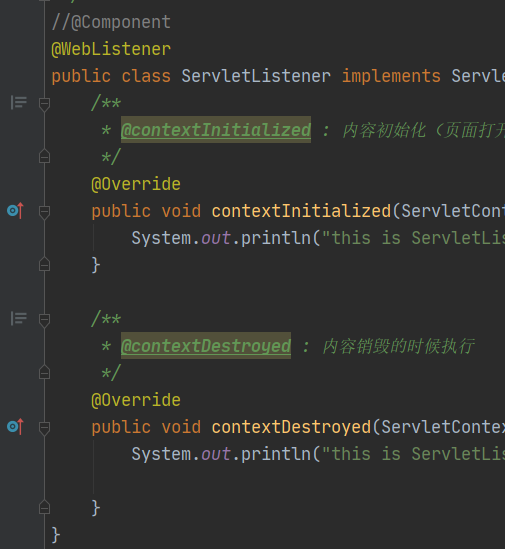 */
//@Component
@WebListener
public class ServletListener implements Servle
/**
* @contextInitialized : 内容初始化（页面打开
*/
@Override
public void contextInitialized(ServletCont
System.out.println("this is ServletLis
}
/**
* @contextDestroyed : 内容销毁的时候执行
*/
@Override
public void contextDestroyed(ServletContex
System.out.println("this is ServletLis
}
}